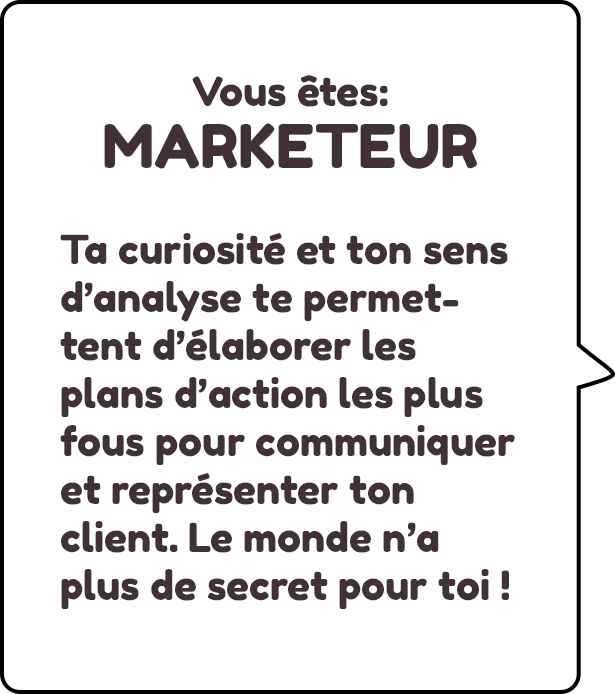 Vous êtes:
MARKETEUR
Ta curiosité et ton sens
d’analyse te permet-
tent d’élaborer les
plans d’action les plus
fous pour communiquer
et représenter ton
client. Le monde n’a
plus de secret pour toi !